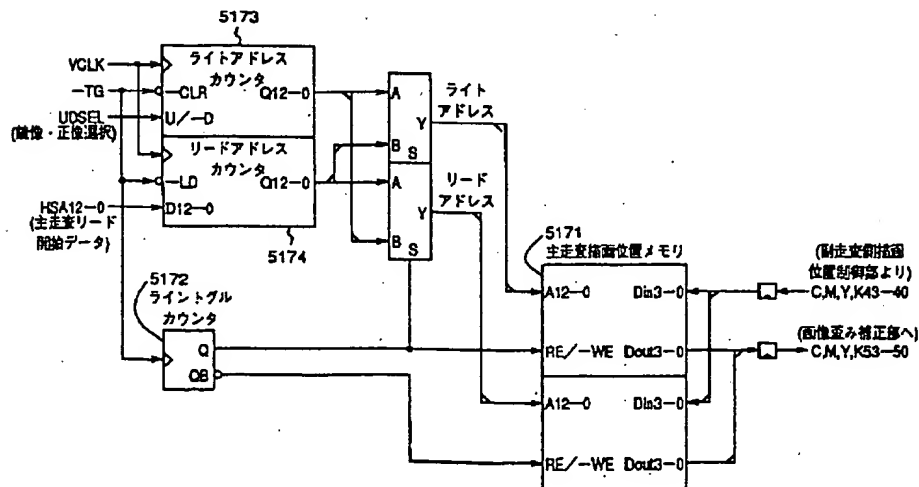 5173
VCLK
ライトアドレス
カウンタ
—TG
—CLR
Q12—0
UDSEL
(鏡像・正像選択)
U/—D
リードアドレス
カウンタ
—LD
Q12—0
HSA12—0
(主走査リード
開始データ)
D12—0
5174
A
Y
B
S
A
Y
B
S
ライト
アドレス
リード
アドレス
5172
ライントグル
カウンタ
Q
QB
5171
主走査描画位置メモリ
A12—0
Din3—0
RE/—WE
Dout3—0
A12—0
Din3—0
RE/—WE
Dout3—0
(副走査側描画
位置制御部より)
C,M,Y,K43—40
(画像歪み補正部へ)
C,M,Y,K53—50